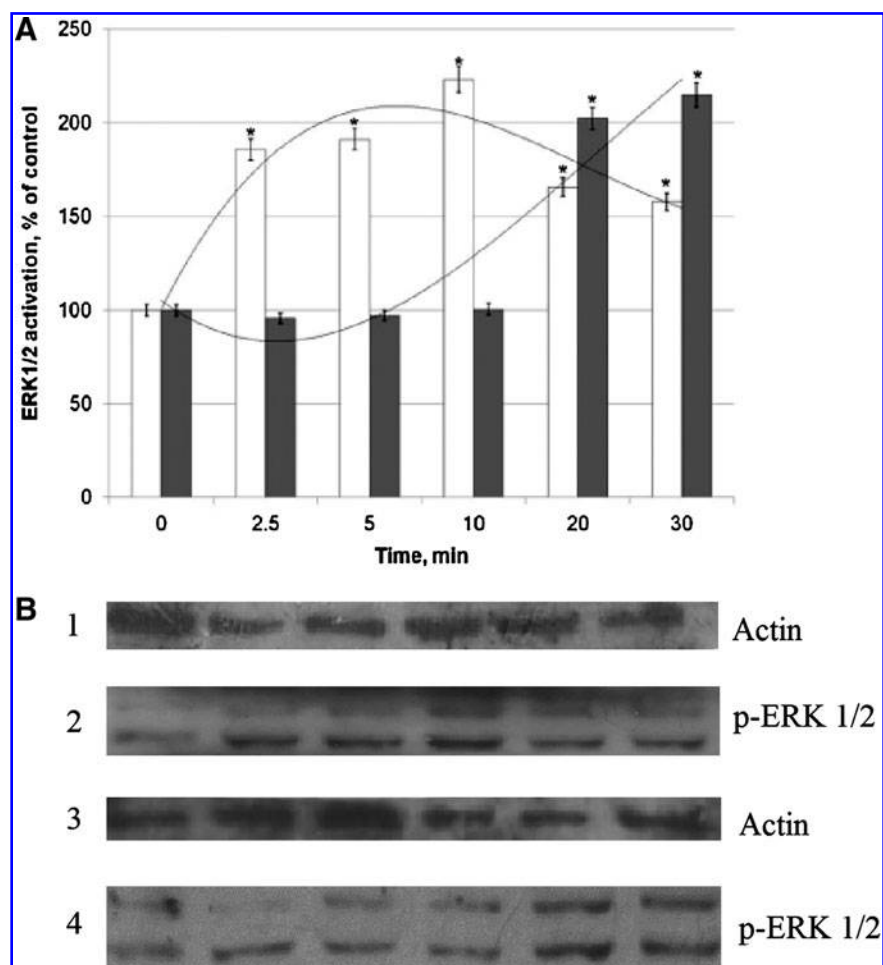 A
250
200
150
100
50
0
ERK1/2 activation, % of control
* * * * * * *
0 2.5 5 10 20 30
Time, min
B
1 Actin
2 p-ERK 1/2
3 Actin
4 p-ERK 1/2